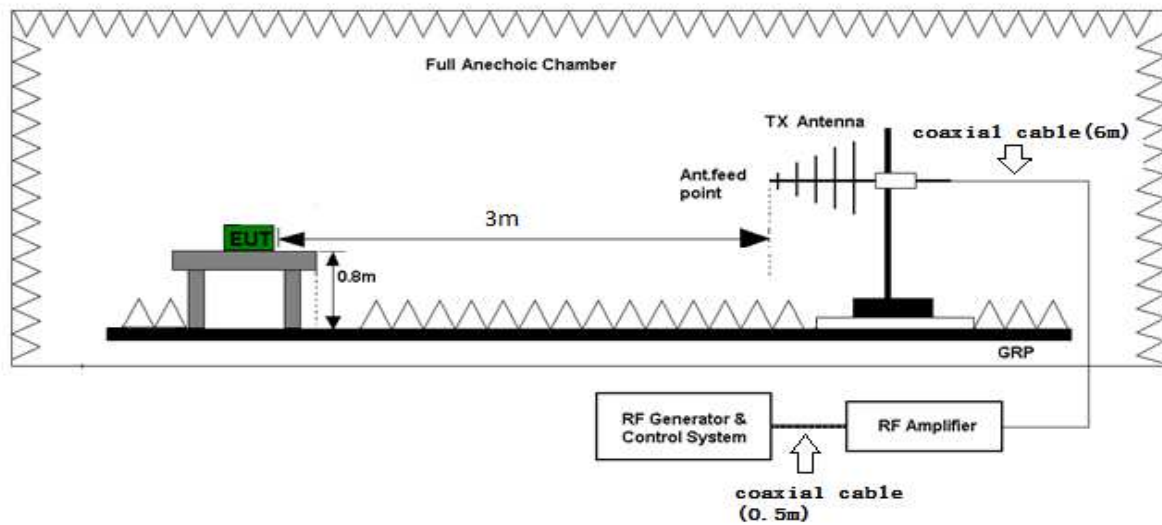 Full Anechoic Chamber
TX Antenna
coaxial cable(6m)
Ant.feed
point
3m
EUT
0.8m
GRP
RF Generator &
Control System
RF Amplifier
coaxial cable
(0.5m)